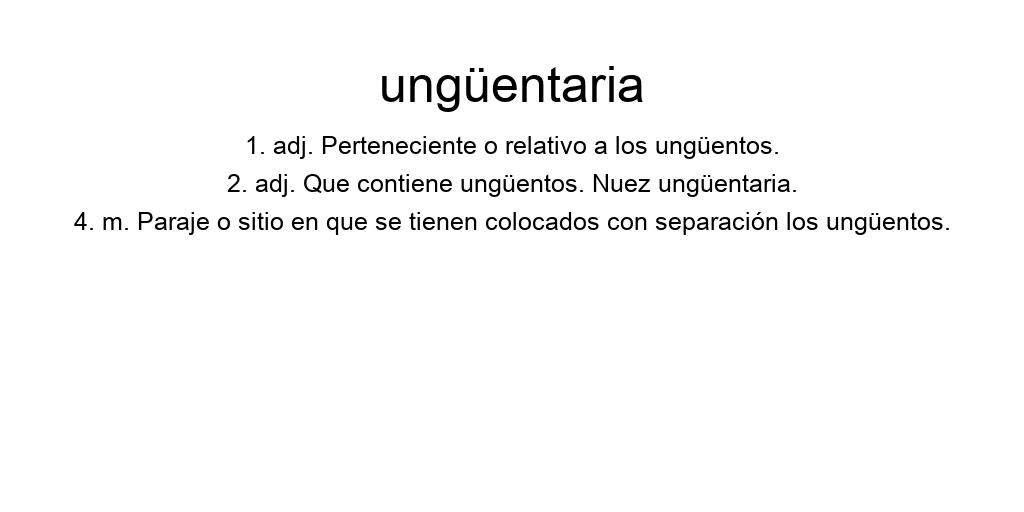 ungüentaria
1. adj. Perteneciente o relativo a los ungüentos.
2. adj. Que contiene ungüentos. Nuez ungüentaria.
4. m. Paraje o sitio en que se tienen colocados con separación los ungüentos.